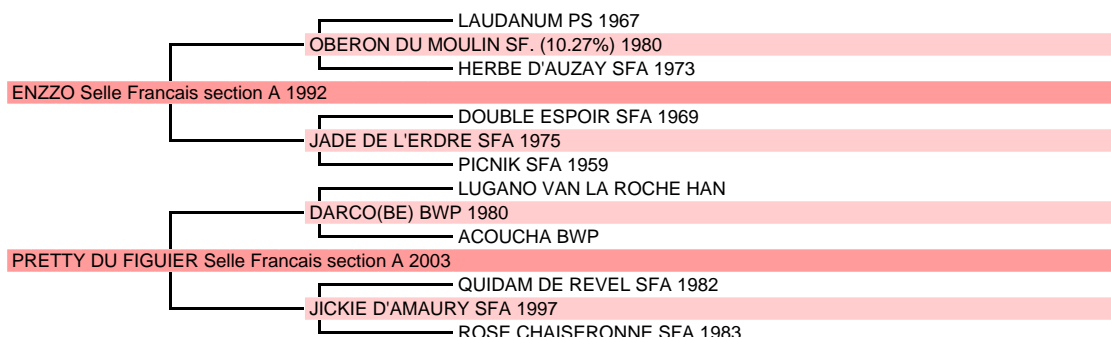 LAUDANUM PS 1967
OBERON DU MOULIN SF. (10.27%) 1980
HERBE D'AUZAY SFA 1973
ENZZO Selle Francais section A 1992
DOUBLE ESPOIR SFA 1969
JADE DE L'ERDRE SFA 1975
PICNIK SFA 1959
LUGANO VAN LA ROCHE HAN
DARCO(BE) BWP 1980
ACOUCHA BWP
PRETTY DU FIGUIER Selle Francais section A 2003
QUIDAM DE REVEL SFA 1982
JICKIE D'AMAURY SFA 1997
ROSE CHAISERONNE SFA 1983